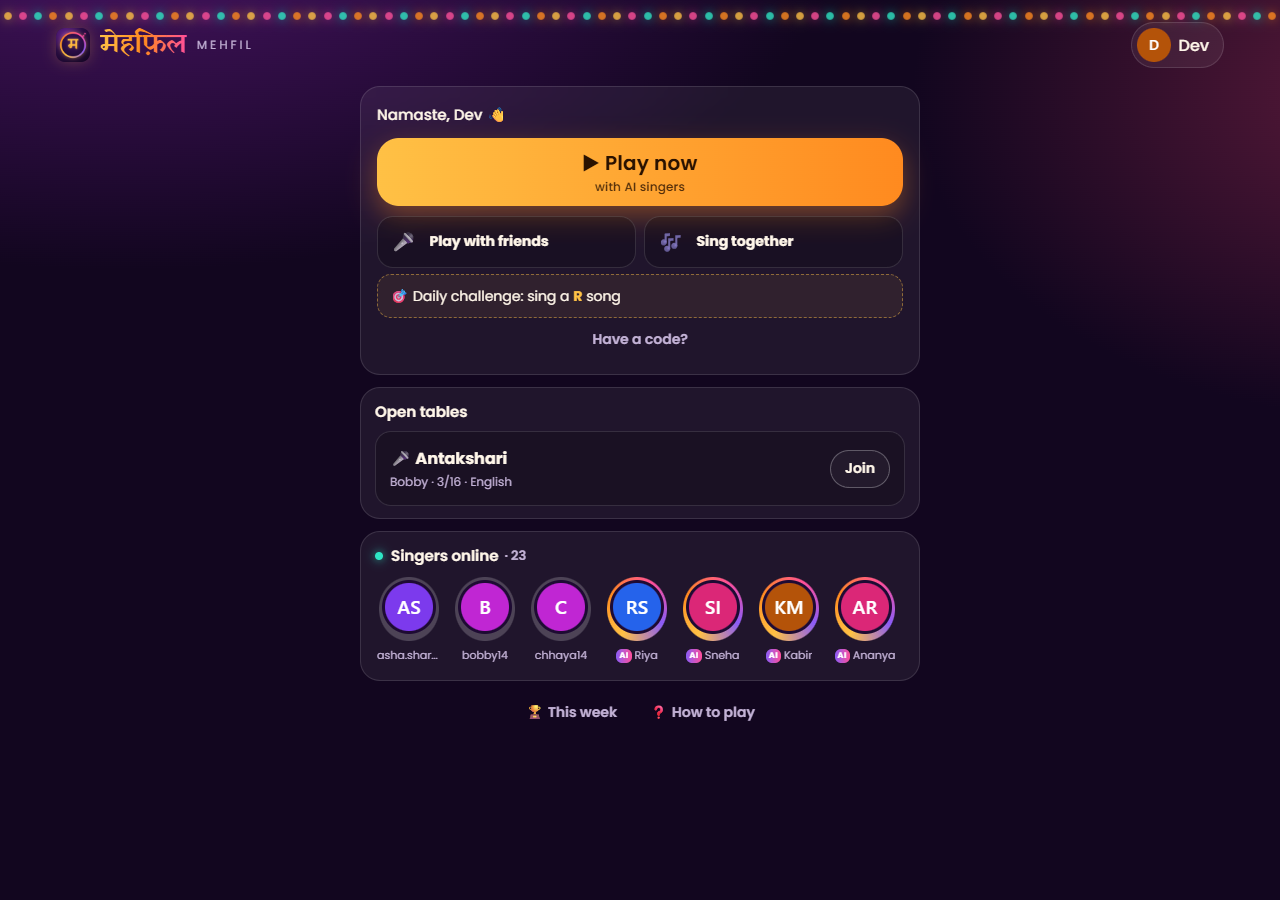 म मेहफ़िल MEHFIL
D Dev
Namaste, Dev 👋
▶ Play now
with AI singers
🎤 Play with friends
🎶 Sing together
🎯 Daily challenge: sing a R song
Have a code?
Open tables
🎤 Antakshari
Bobby · 3/16 · English
Join
Singers online · 23
AS B C RS SI KM AR
asha.shar... bobby14 chhaya14 AI Riya AI Sneha AI Kabir AI Ananya
🏆 This week ❓ How to play